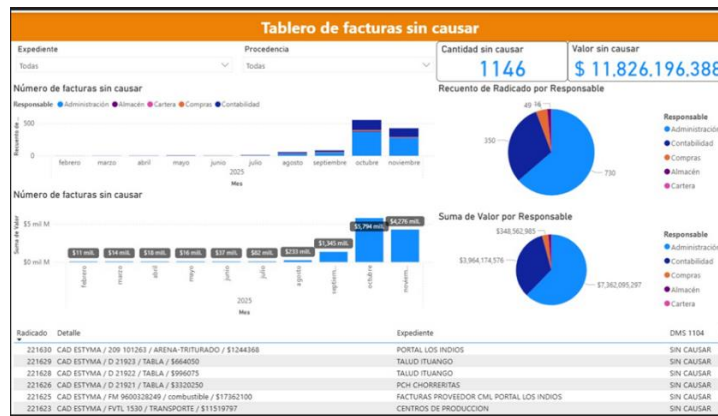 Tablero de facturas sin causar
Expediente
Todas
Procedencia
Todas
Cantidad sin causar
1146
Valor sin causar
$ 11.826.196.388
Número de facturas sin causar
Responsable Administración Almacén Cartera Compras Contabilidad
Recuento de ...
500
0
febrero marzo abril mayo junio julio agosto septiembre octubre noviembre
2025
Mes
Recuento de Radicado por Responsable
49
350
730
Responsable
Administración
Contabilidad
Compras
Almacén
Cartera
Número de facturas sin causar
Suma de Valor
$5 mil M
$0 mil M
$11 mill. $14 mill. $18 mill. $16 mill. $37 mill. $82 mill. $233 mill. $1,345 mill. $5,794 mill. $4,276 mill.
febrero marzo abril mayo junio julio agosto septiem... octubre noviem...
2025
Mes
Suma de Valor por Responsable
$348,562,985
$3,964,174,576
$7,362,095,297
Responsable
Administración
Contabilidad
Compras
Almacén
Cartera
Radicado Detalle Expediente DMS 1104
221630 CAD ESTYMA / 209 101263 / ARENA-TRITURADO / $1244368 PORTAL LOS INDIOS SIN CAUSAR
221629 CAD ESTYMA / D 21923 / TABLA / $664050 TALUD ITUANGO SIN CAUSAR
221628 CAD ESTYMA / D 21922 / TABLA / $996075 TALUD ITUANGO SIN CAUSAR
221626 CAD ESTYMA / D 21921 / TABLA / $3320250 PCH CHORRERITAS SIN CAUSAR
221625 CAD ESTYMA / FM 9600328249 / combustible / $17362100 FACTURAS PROVEEDOR CML PORTAL LOS INDIOS SIN CAUSAR
221623 CAD ESTYMA / FVTL 1530 / TRANSPORTE / $11519797 CENTROS DE PRODUCCION SIN CAUSAR